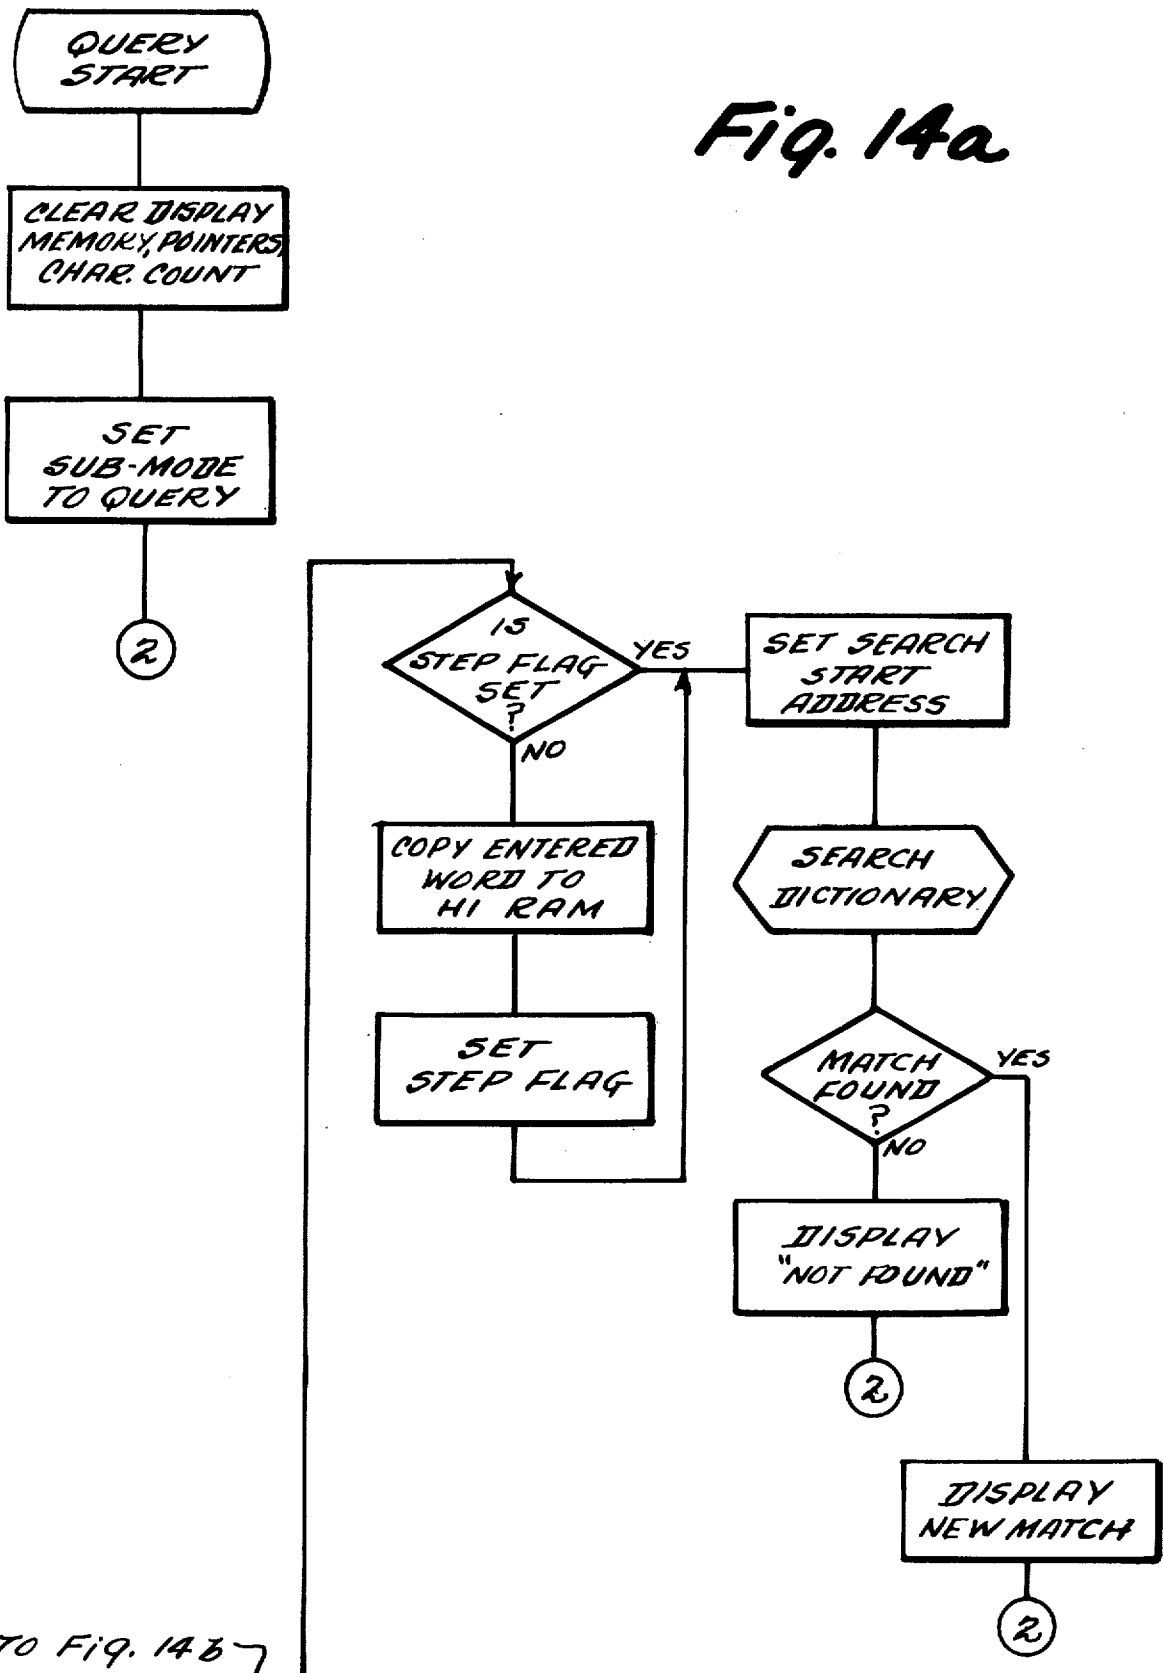 QUERY
START
Fig. 14a
CLEAR DISPLAY
MEMORY, POINTERS,
CHAR. COUNT
SET
SUB-MODE
TO QUERY
2
IS
STEP FLAG
SET
?
YES
NO
SET SEARCH
START
ADDRESS
COPY ENTERED
WORD TO
HI RAM
SEARCH
DICTIONARY
SET
STEP FLAG
MATCH
FOUND
?
YES
NO
DISPLAY
"NOT FOUND"
2
DISPLAY
NEW MATCH
2
TO Fig. 14b